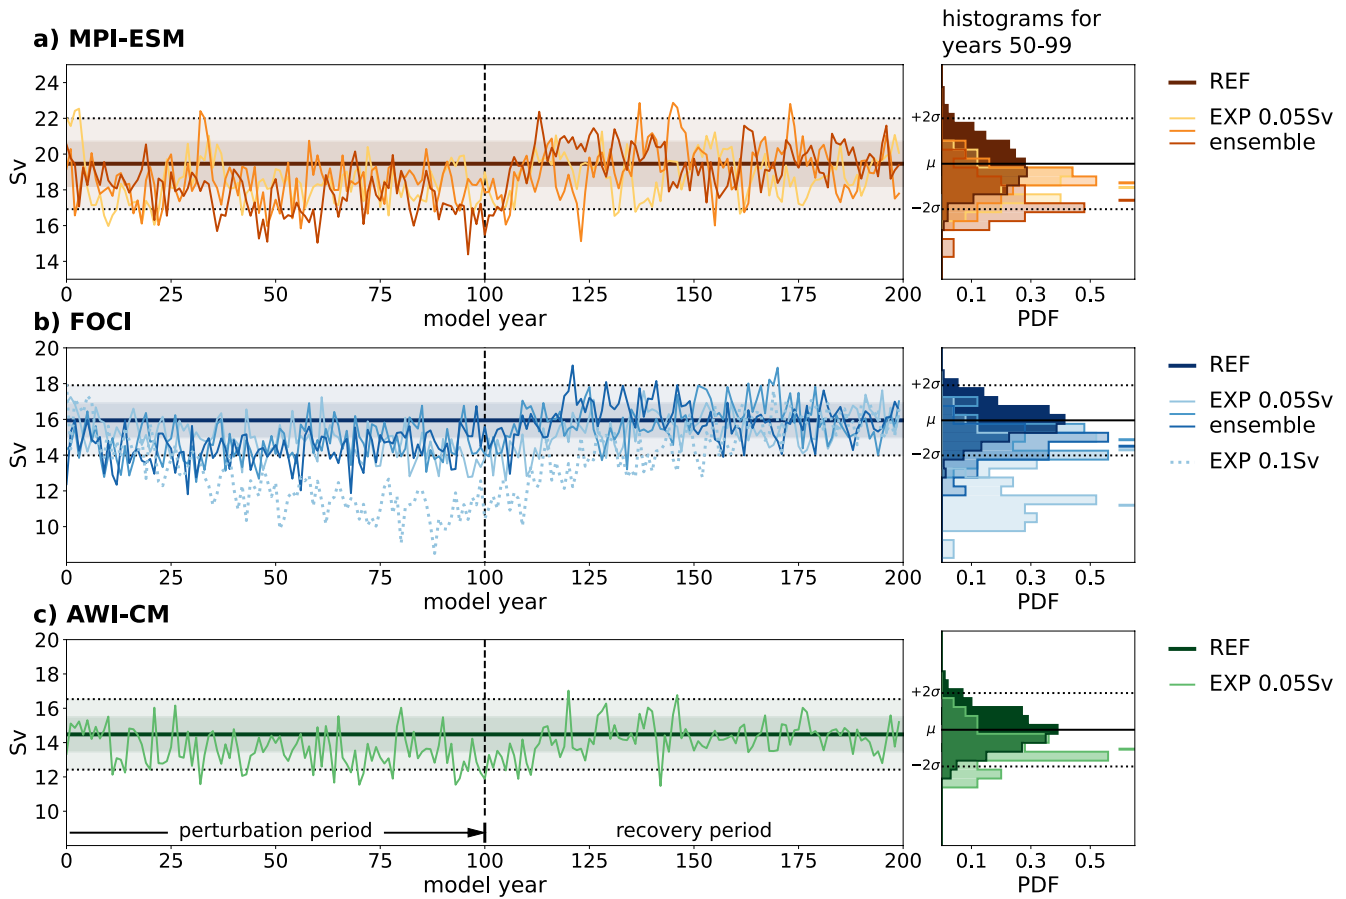 histograms for
years 50-99
a) MPI-ESM
24
22
20
18
16
14
Sv
0
25
50
75
100
125
150
175
200
model year
+2σ
μ
−2σ
0.1
0.3
0.5
PDF
REF
EXP 0.05Sv
ensemble
b) FOCI
20
18
16
14
12
10
Sv
0
25
50
75
100
125
150
175
200
model year
+2σ
μ
−2σ
0.1
0.3
0.5
PDF
REF
EXP 0.05Sv
ensemble
EXP 0.1Sv
c) AWI-CM
20
18
16
14
12
10
Sv
perturbation period
recovery period
0
25
50
75
100
125
150
175
200
model year
+2σ
μ
−2σ
0.1
0.3
0.5
PDF
REF
EXP 0.05Sv